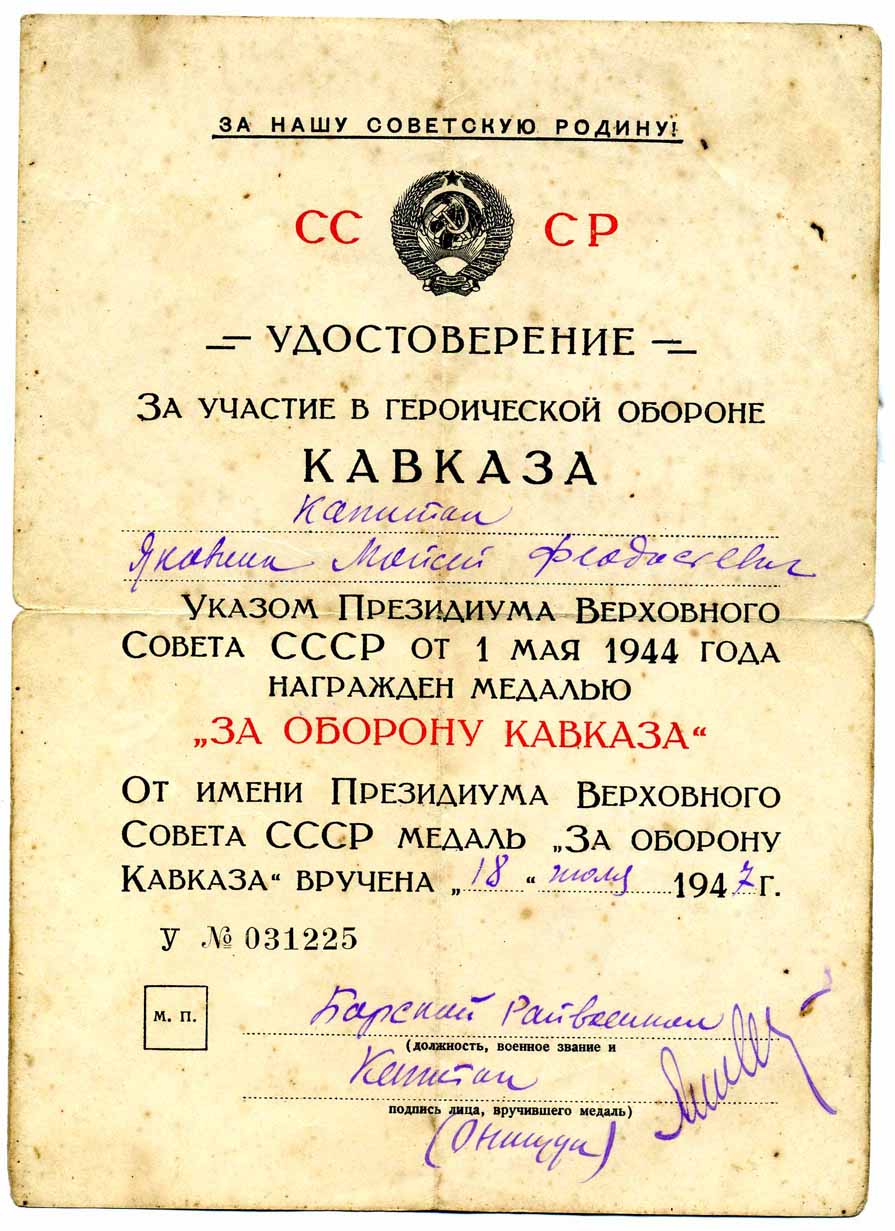 ЗА НАШУ СОВЕТСКУЮ РОДИНУ!
СС СР
УДОСТОВЕРЕНИЕ
ЗА УЧАСТИЕ В ГЕРОИЧЕСКОЙ ОБОРОНЕ
КАВКАЗА
Капитан
Моисей Феодосеевич
УКАЗОМ ПРЕЗИДИУМА ВЕРХОВНОГО
СОВЕТА СССР ОТ 1 МАЯ 1944 ГОДА
НАГРАЖДЕН МЕДАЛЬЮ
„ЗА ОБОРОНУ КАВКАЗА“
ОТ ИМЕНИ ПРЕЗИДИУМА ВЕРХОВНОГО
СОВЕТА СССР МЕДАЛЬ „ЗА ОБОРОНУ
КАВКАЗА“ ВРУЧЕНА „18“ июля 1947 г.
У № 031225
М. П.
Барский Райвоенком
(должность, военное звание и
Капитан
подпись лица, вручившего медаль)